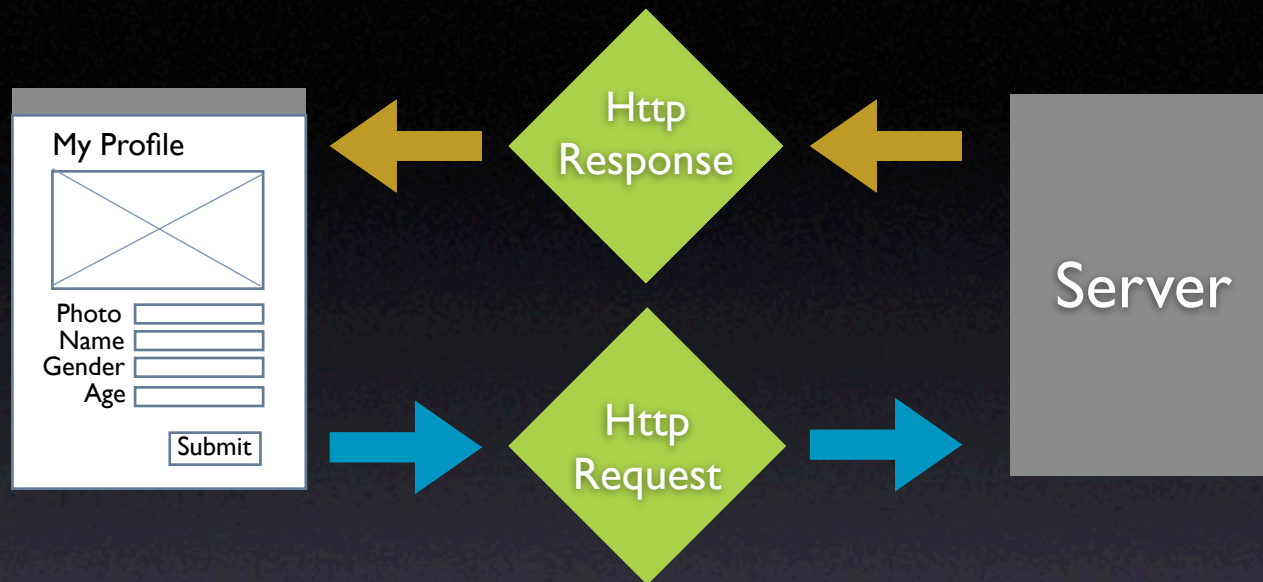 My Profile
Photo
Name
Gender
Age
Submit
Http
Response
Http
Request
Server